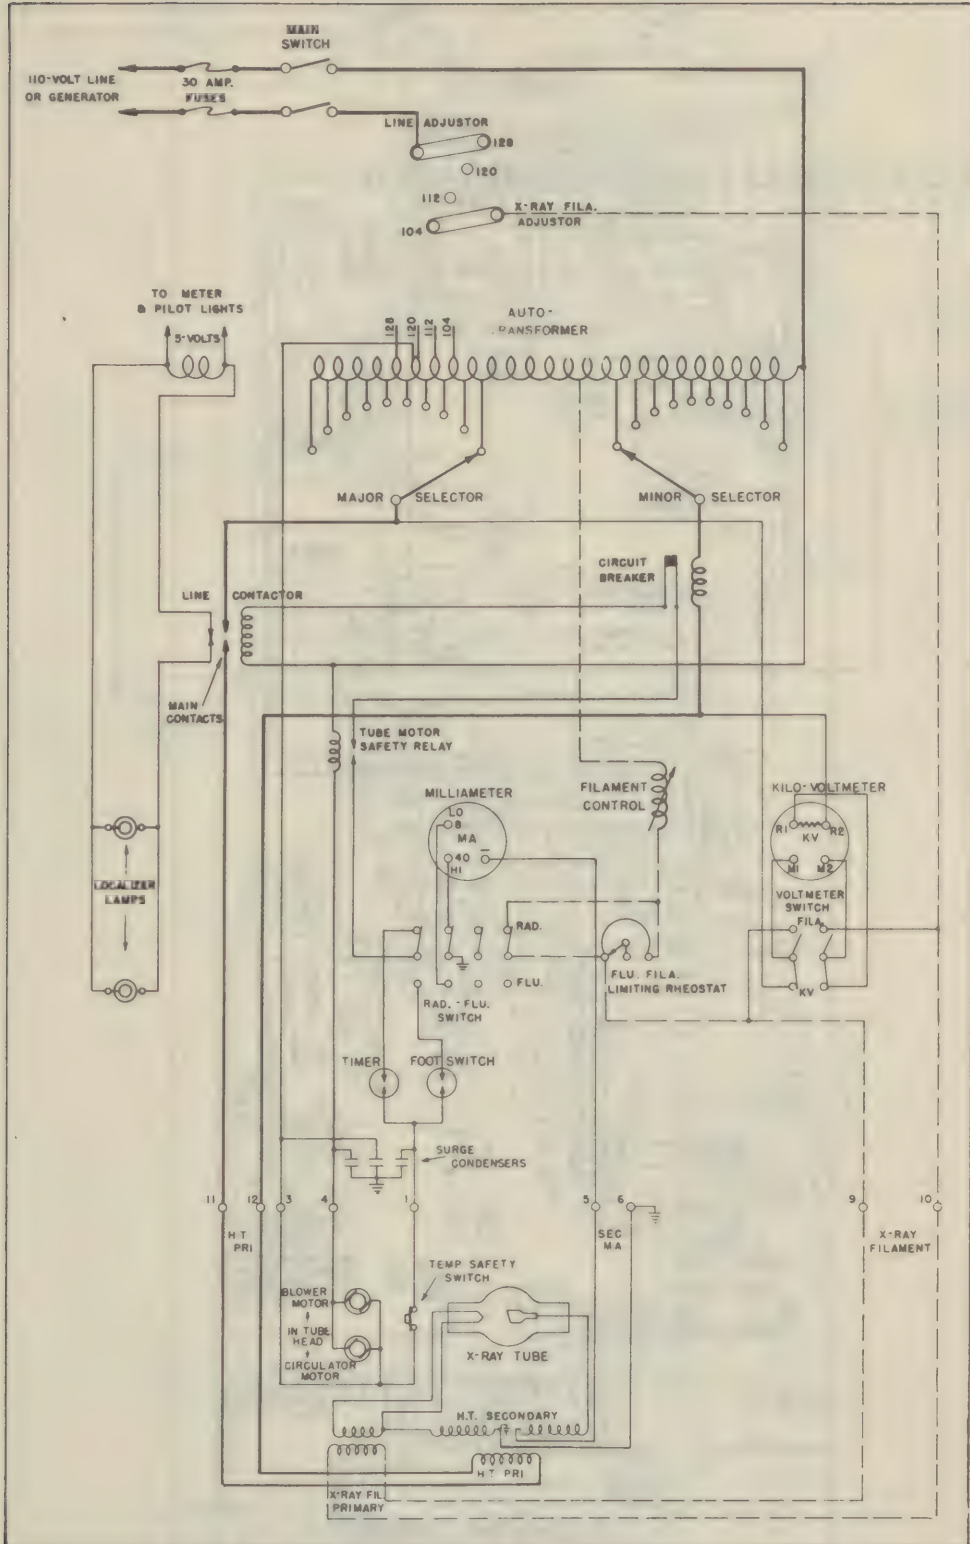 MAIN
SWITCH
110-VOLT LINE
OR GENERATOR
30 AMP.
FUSES
LINE ADJUSTOR
128
120
112
104
X-RAY FILA.
ADJUSTOR
TO METER
& PILOT LIGHTS
5-VOLTS
128
120
112
104
AUTO-
TRANSFORMER
MAJOR SELECTOR
MINOR SELECTOR
CIRCUIT
BREAKER
LINE CONTACTOR
MAIN
CONTACTS
TUBE MOTOR
SAFETY RELAY
MILLIAMETER
LO
8
MA
40
HI
FILAMENT
CONTROL
KILO-VOLTMETER
R1
KV
R2
M1
M2
VOLTMETER
SWITCH
FILA.
KV
LOCALIZER
LAMPS
RAD.
FLU.
RAD. - FLU.
SWITCH
FLU. FILA.
LIMITING RHEOSTAT
TIMER
FOOT SWITCH
SURGE
CONDENSERS
11
12
3
4
1
5
6
9
10
H T
PRI
SEC
MA
X-RAY
FILAMENT
TEMP SAFETY
SWITCH
BLOWER
MOTOR
IN TUBE
HEAD
CIRCULATOR
MOTOR
X-RAY TUBE
H.T. SECONDARY
H T PRI
X-RAY FIL.
PRIMARY